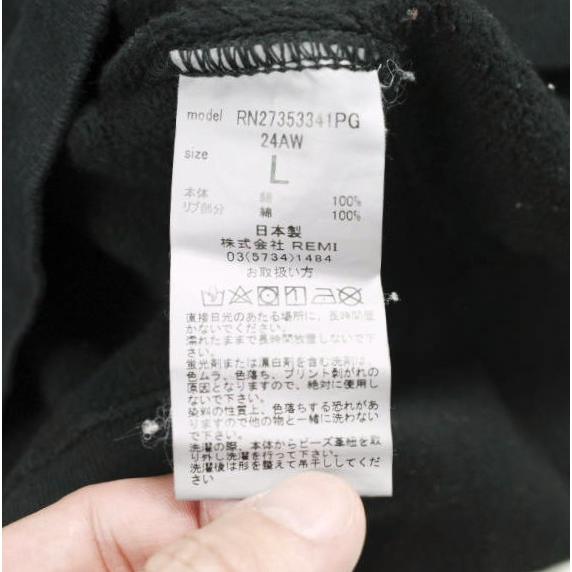 model RN27353341PG
24AW
size
L
本体 綿 100%
リブ部分 綿 100%
日本製
株式会社 REMI
03(5734)1484
お取扱い方
直接日光のあたる場所に、長時間置
かないでください。
濡れたままで長時間放置しないで下
さい。
蛍光剤または漂白剤を含む洗剤は、
色ムラ、色落ち、プリント剥がれの
原因となりますので、絶対に使用し
ないで下さい。
染料の性質上、色落ちする恐れがあ
りますので他の物と一緒に洗わない
で下さい。
洗濯の際、本体からビーズ革紐を取
り外し洗濯を行って下さい。
洗濯後は形を整えて吊干ししてくだ
さい